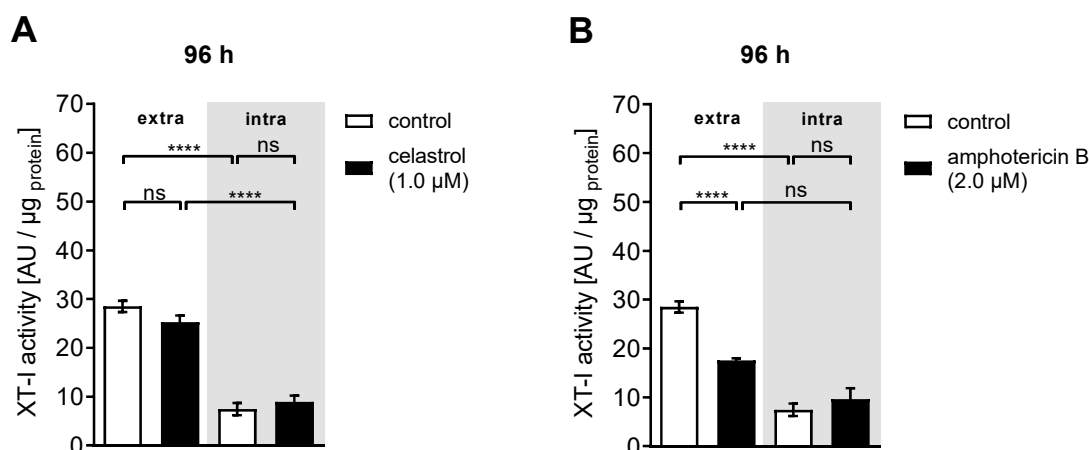 A
96 h
XT-I activity [AU / µg protein]
70
60
50
40
30
20
10
0
extra
intra
****
ns
ns
****
control
celastrol
(1.0 µM)
B
96 h
XT-I activity [AU / µg protein]
70
60
50
40
30
20
10
0
extra
intra
****
ns
****
ns
control
amphotericin B
(2.0 µM)